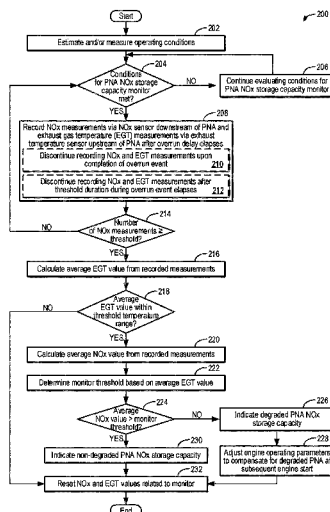 200
Start
Estimate and/or measure operating conditions
202
204
Conditions
for PNA NOx storage
capacity monitor
met?
NO
206
Continue evaluating conditions for
PNA NOx storage capacity monitor
YES
208
Record NOx measurements via NOx sensor downstream of PNA and
exhaust gas temperature (EGT) measurements via exhaust
temperature sensor upstream of PNA after overrun delay elapses
Discontinue recording NOx and EGT measurements upon
completion of overrun event
210
Discontinue recording NOx and EGT measurements after
threshold duration during overrun event elapses
212
214
Number
of NOx measurements ≥
threshold?
NO
YES
216
Calculate average EGT value from recorded measurements
218
Average
EGT value within
threshold temperature
range?
NO
YES
220
Calculate average NOx value from recorded measurements
222
Determine monitor threshold based on average EGT value
224
Average
NOx value > monitor
threshold?
NO
226
Indicate degraded PNA NOx
storage capacity
YES
230
Indicate non-degraded PNA NOx storage capacity
228
Adjust engine operating parameters
to compensate for degraded PNA at
subsequent engine start
232
Reset NOx and EGT values related to monitor
End